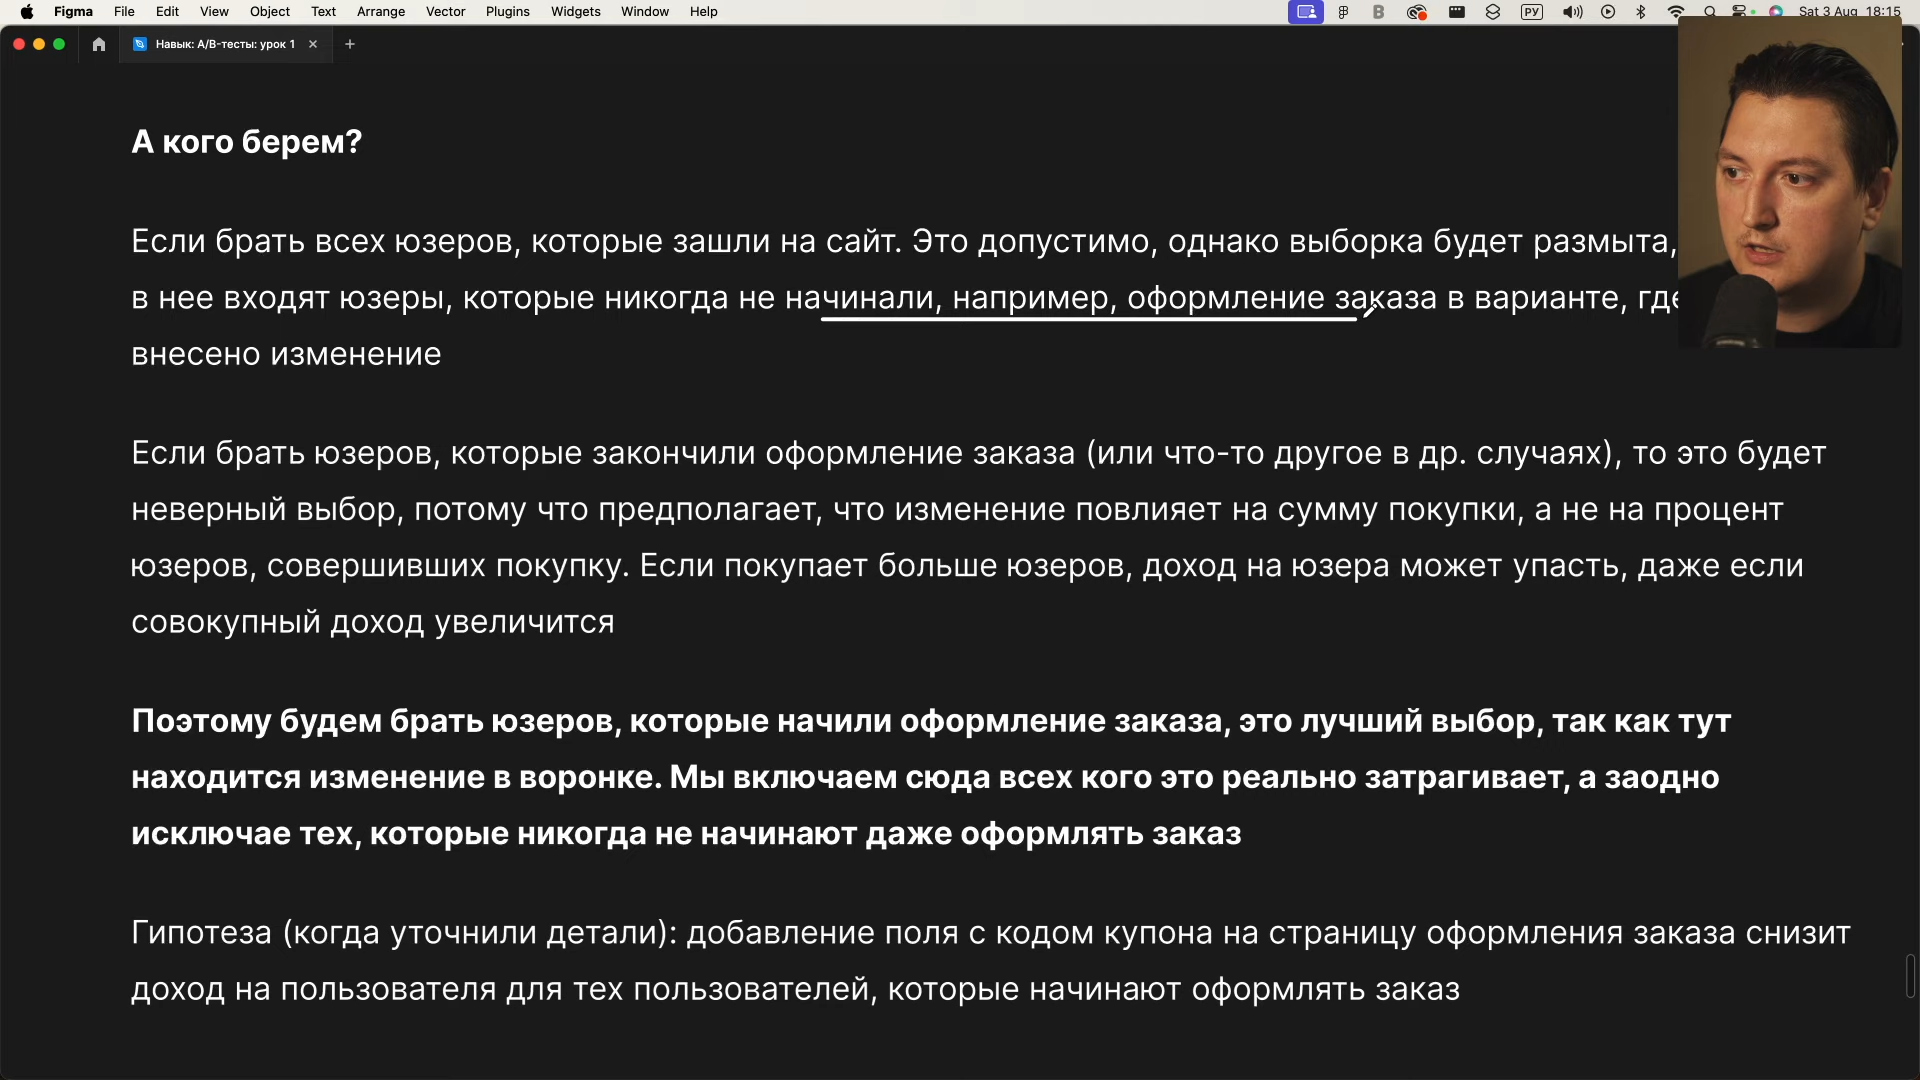 Figma File Edit View Object Text Arrange Vector Plugins Widgets Window Help РУ Sat 3 Aug 18:15
Навык: A/B-тесты: урок 1
А кого берем?
Если брать всех юзеров, которые зашли на сайт. Это допустимо, однако выборка будет размыта,
в нее входят юзеры, которые никогда не начинали, например, оформление заказа в варианте, где
внесено изменение
Если брать юзеров, которые закончили оформление заказа (или что-то другое в др. случаях), то это будет
неверный выбор, потому что предполагает, что изменение повлияет на сумму покупки, а не на процент
юзеров, совершивших покупку. Если покупает больше юзеров, доход на юзера может упасть, даже если
совокупный доход увеличится
Поэтому будем брать юзеров, которые начили оформление заказа, это лучший выбор, так как тут
находится изменение в воронке. Мы включаем сюда всех кого это реально затрагивает, а заодно
исключае тех, которые никогда не начинают даже оформлять заказ
Гипотеза (когда уточнили детали): добавление поля с кодом купона на страницу оформления заказа снизит
доход на пользователя для тех пользователей, которые начинают оформлять заказ